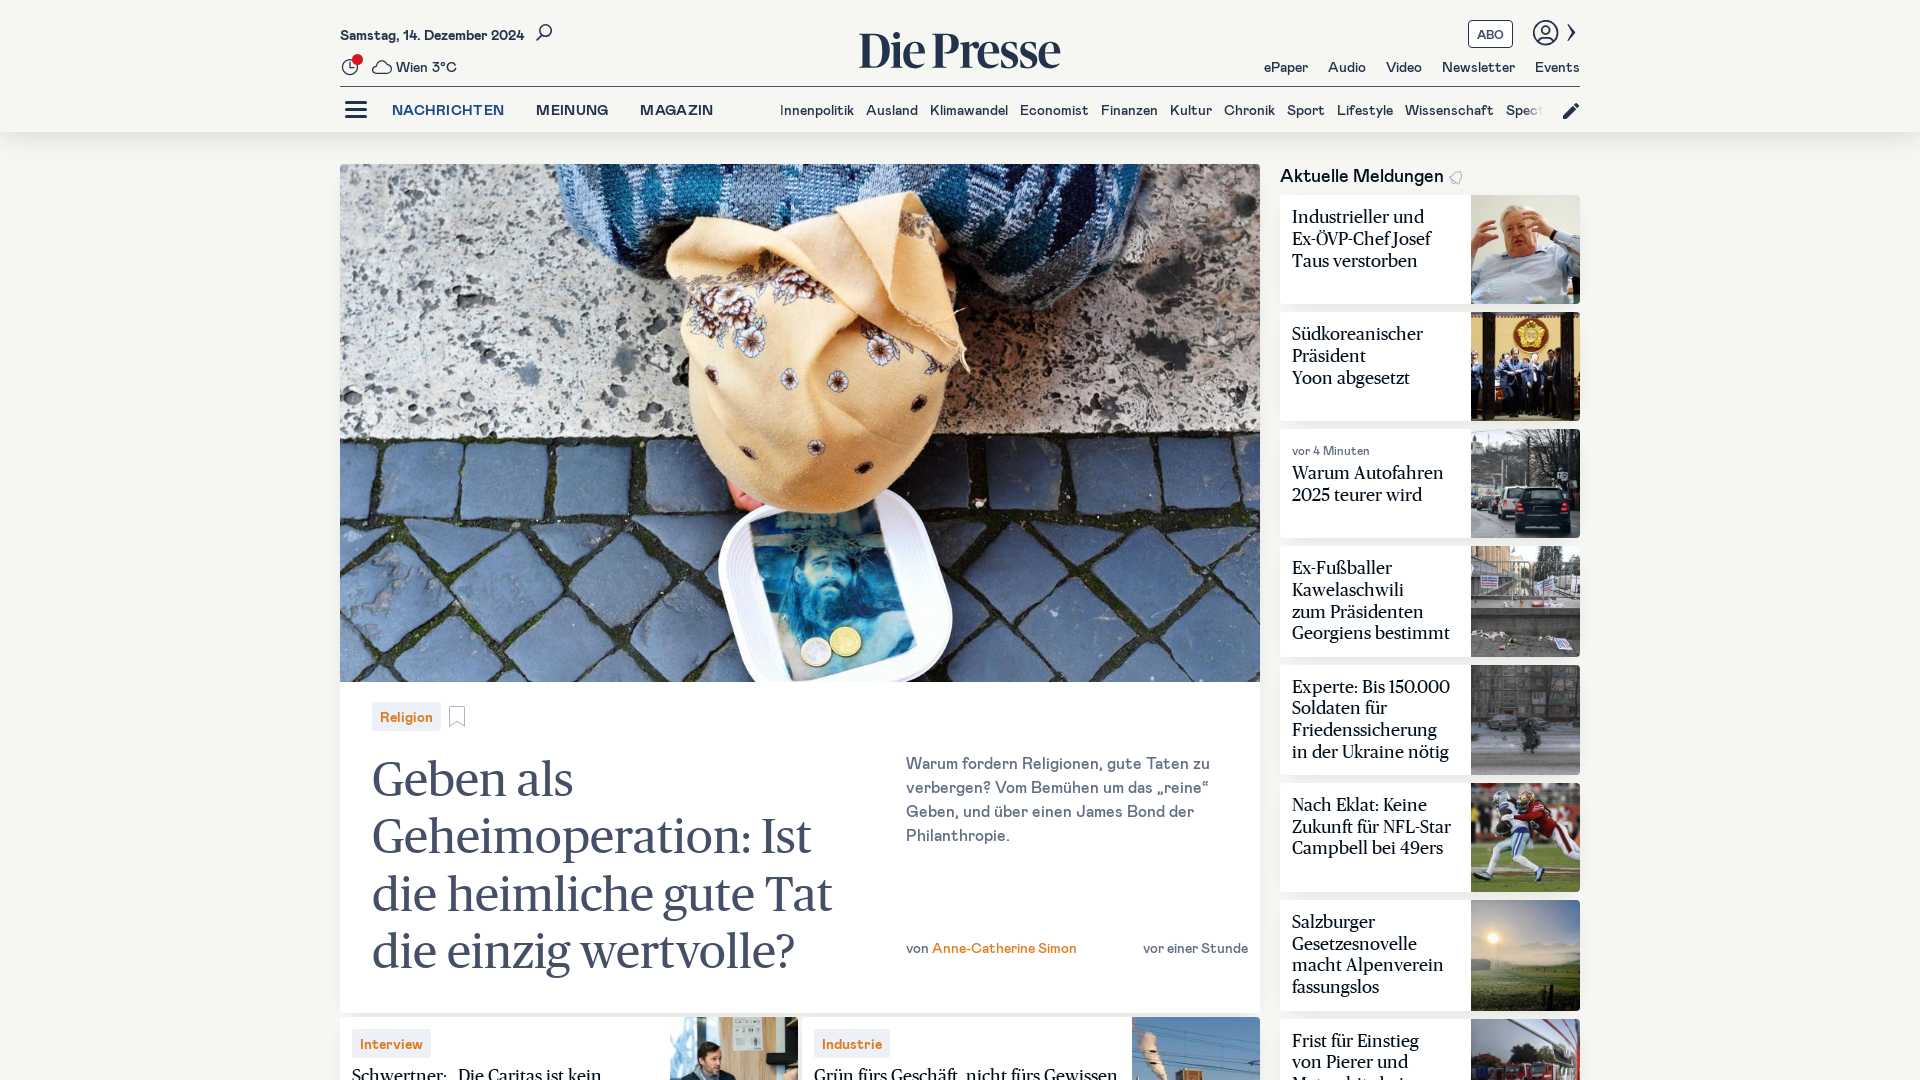 Samstag, 14. Dezember 2024
Die Presse
ABO
Wien 3°C
ePaper Audio Video Newsletter Events
NACHRICHTEN MEINUNG MAGAZIN
Innenpolitik Ausland Klimawandel Economist Finanzen Kultur Chronik Sport Lifestyle Wissenschaft
Religion
Geben als
Geheimoperation: Ist
die heimliche gute Tat
die einzig wertvolle?
Warum fordern Religionen, gute Taten zu
verbergen? Vom Bemühen um das „reine“
Geben, und über einen James Bond der
Philanthropie.
von Anne-Catherine Simon
vor einer Stunde
Interview
Schwertner: „Die Caritas ist kein
Industrie
Grün fürs Geschäft, nicht fürs Gewissen
Aktuelle Meldungen
Industrieller und
Ex-ÖVP-Chef Josef
Taus verstorben
Südkoreanischer
Präsident
Yoon abgesetzt
vor 4 Minuten
Warum Autofahren
2025 teurer wird
Ex-Fußballer
Kawelaschwili
zum Präsidenten
Georgiens bestimmt
Experte: Bis 150.000
Soldaten für
Friedenssicherung
in der Ukraine nötig
Nach Eklat: Keine
Zukunft für NFL-Star
Campbell bei 49ers
Salzburger
Gesetzesnovelle
macht Alpenverein
fassungslos
Frist für Einstieg
von Pierer und